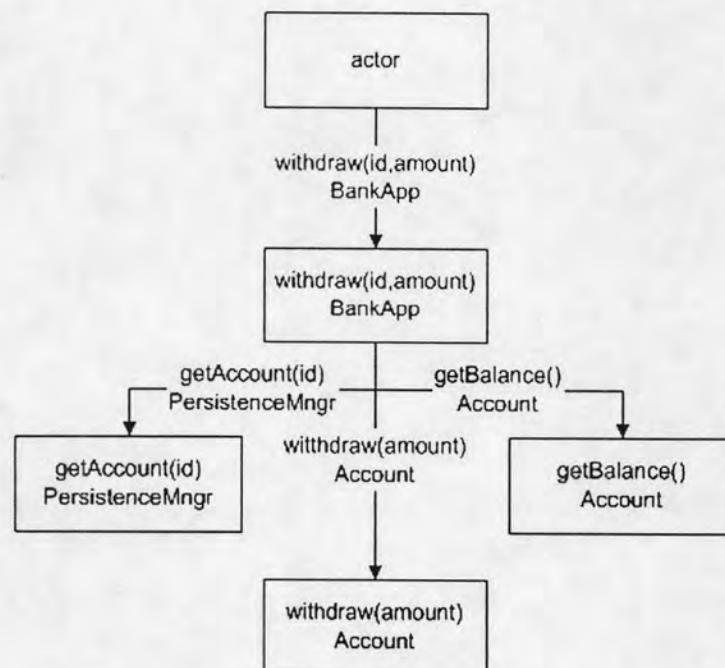 actor
withdraw(id,amount)
BankApp
withdraw(id,amount)
BankApp
getAccount(id)
PersistenceMngr
getBalance()
Account
witthdraw(amount)
Account
getAccount(id)
PersistenceMngr
getBalance()
Account
withdraw(amount)
Account